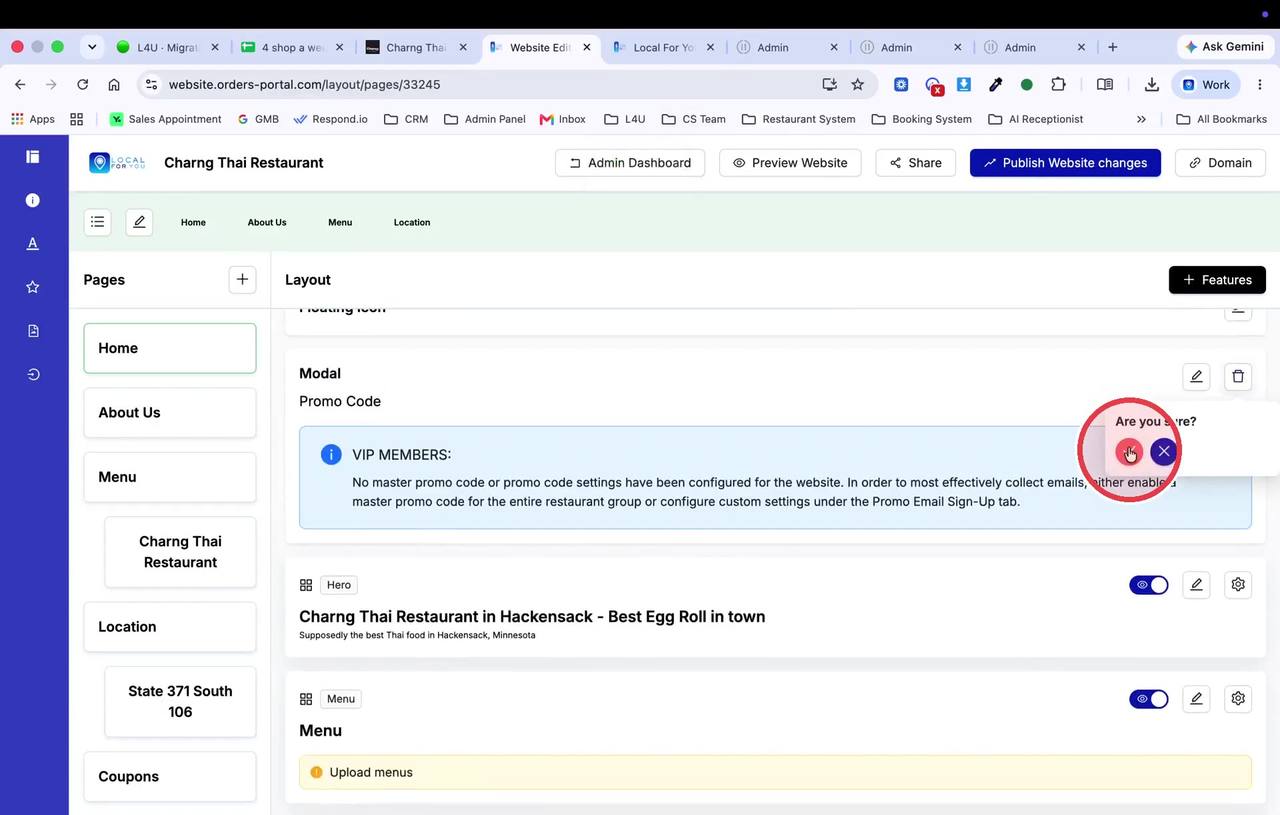 L4U · Migrat
4 shop a we
Charng Thai
Website Edit
Local For Yo
Admin
Admin
Admin
Ask Gemini
website.orders-portal.com/layout/pages/33245
Work
Apps
Sales Appointment
GMB
Respond.io
CRM
Admin Panel
Inbox
L4U
CS Team
Restaurant System
Booking System
AI Receptionist
All Bookmarks
LOCAL
FOR YOU
Charng Thai Restaurant
Admin Dashboard
Preview Website
Share
Publish Website changes
Domain
Home
About Us
Menu
Location
Pages
Layout
Features
Floating Icon
Home
Modal
Promo Code
Are you sure?
About Us
VIP MEMBERS:
No master promo code or promo code settings have been configured for the website. In order to most effectively collect emails, either enable a
master promo code for the entire restaurant group or configure custom settings under the Promo Email Sign-Up tab.
Menu
Charng Thai
Restaurant
Hero
Charng Thai Restaurant in Hackensack - Best Egg Roll in town
Supposedly the best Thai food in Hackensack, Minnesota
Location
State 371 South
106
Menu
Menu
Upload menus
Coupons